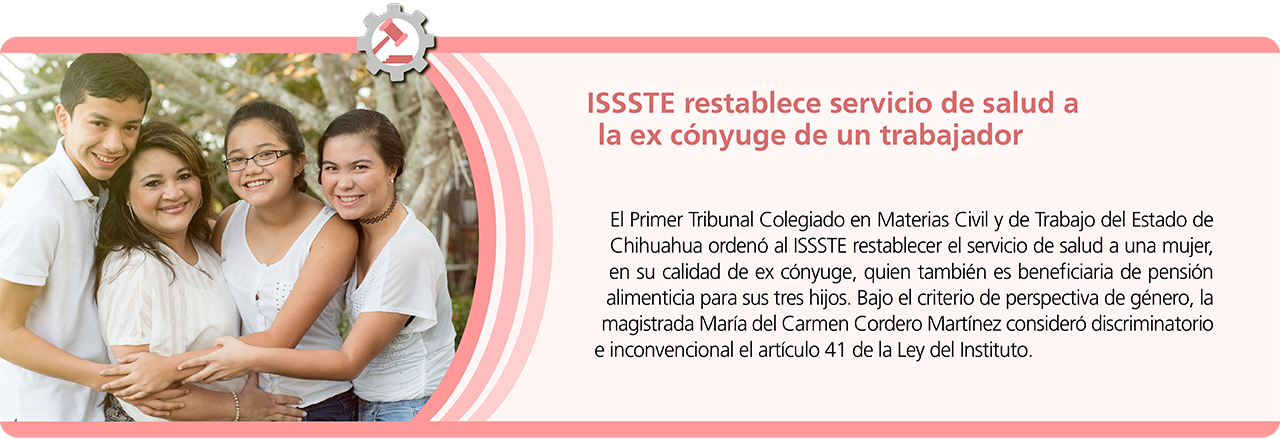 ISSSTE restablece servicio de salud a
la ex cónyuge de un trabajador
El Primer Tribunal Colegiado en Materias Civil y de Trabajo del Estado de
Chihuahua ordenó al ISSSTE restablecer el servicio de salud a una mujer,
en su calidad de ex cónyuge, quien también es beneficiaria de pensión
alimenticia para sus tres hijos. Bajo el criterio de perspectiva de género, la
magistrada María del Carmen Cordero Martínez consideró discriminatorio
e inconvencional el artículo 41 de la Ley del Instituto.